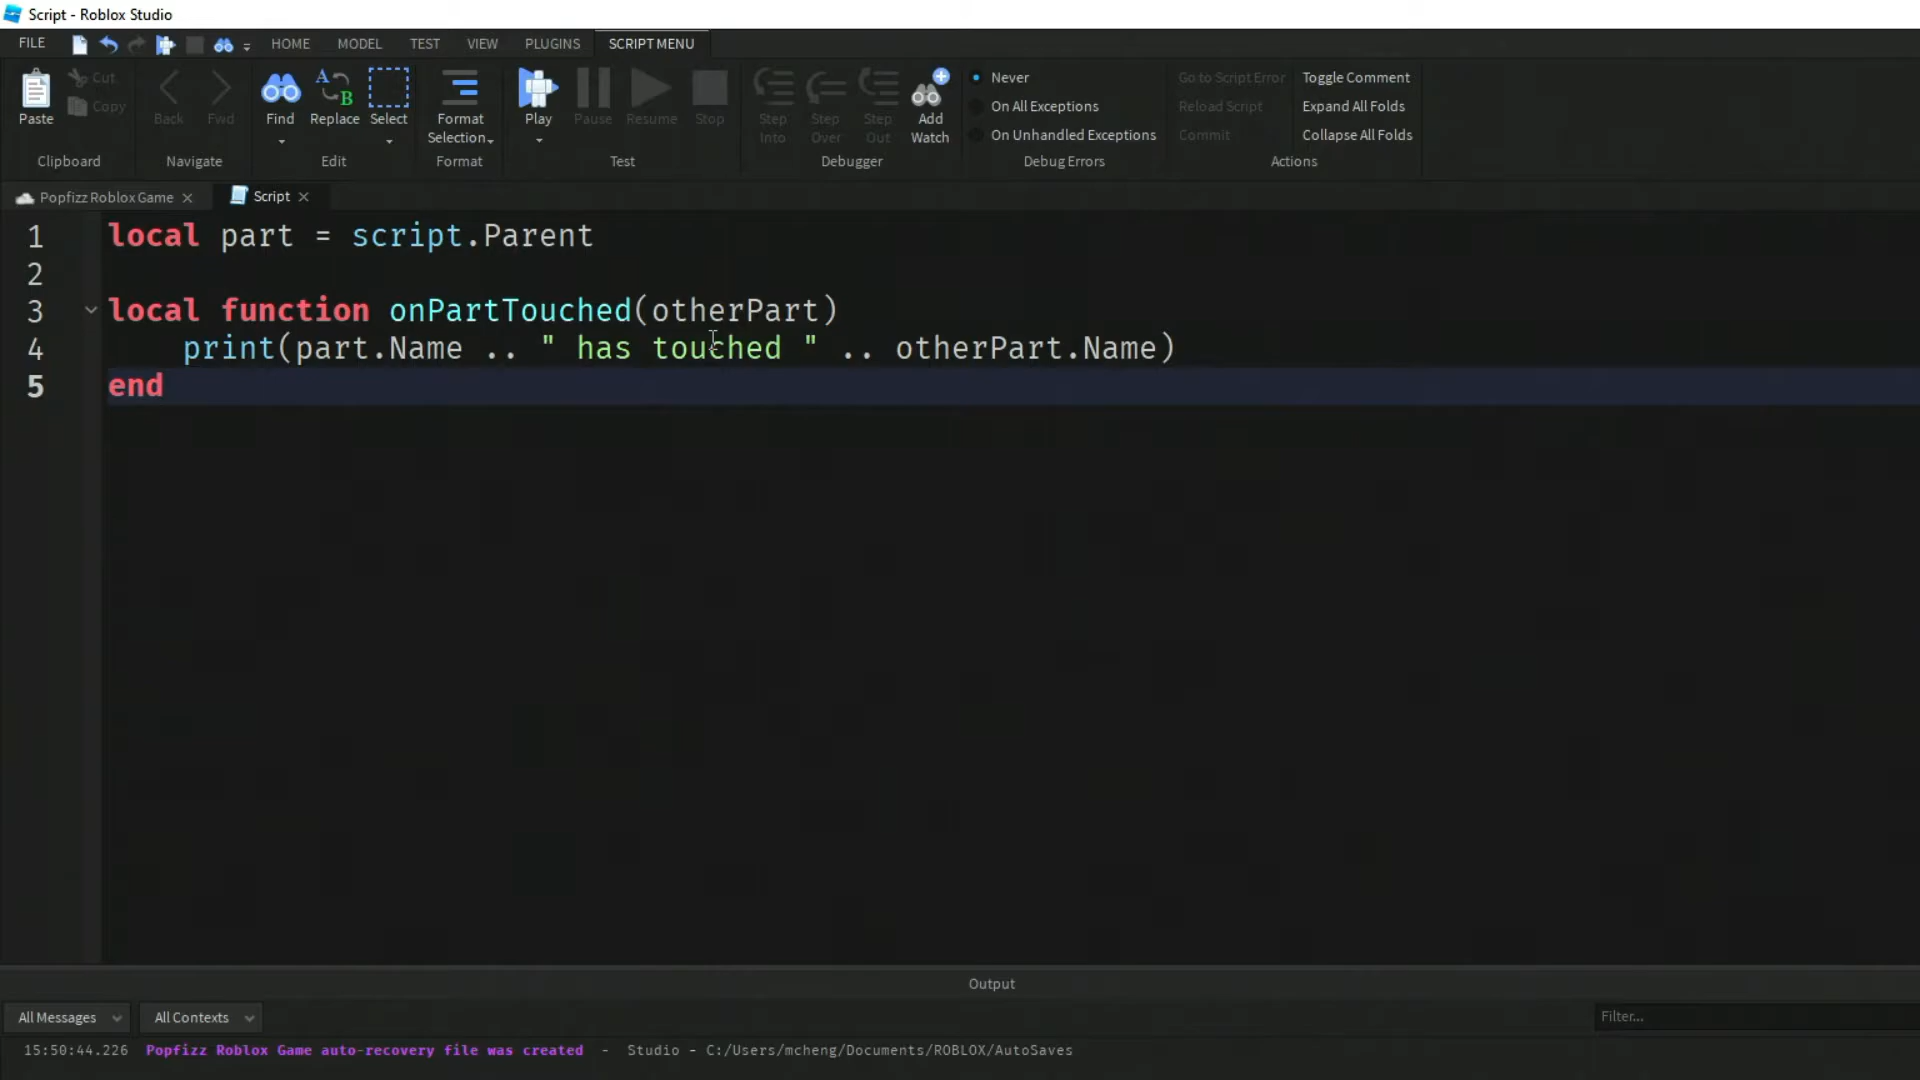 Script - Roblox Studio
FILE HOME MODEL TEST VIEW PLUGINS SCRIPT MENU
Paste Cut Copy
Clipboard
Back Fwd
Navigate
Find Replace Select
Edit
Format Selection
Format
Play Pause Resume Stop
Test
Step Into Step Over Step Out Add Watch
Debugger
Never
On All Exceptions
On Unhandled Exceptions
Debug Errors
Go to Script Error
Reload Script
Commit
Toggle Comment
Expand All Folds
Collapse All Folds
Actions
Popfizz Roblox Game
Script
1 local part = script.Parent
2
3 local function onPartTouched(otherPart)
4 print(part.Name .. " has touched " .. otherPart.Name)
5 end
Output
All Messages All Contexts Filter...
15:50:44.226 Popfizz Roblox Game auto-recovery file was created - Studio - C:/Users/mcheng/Documents/ROBLOX/AutoSaves